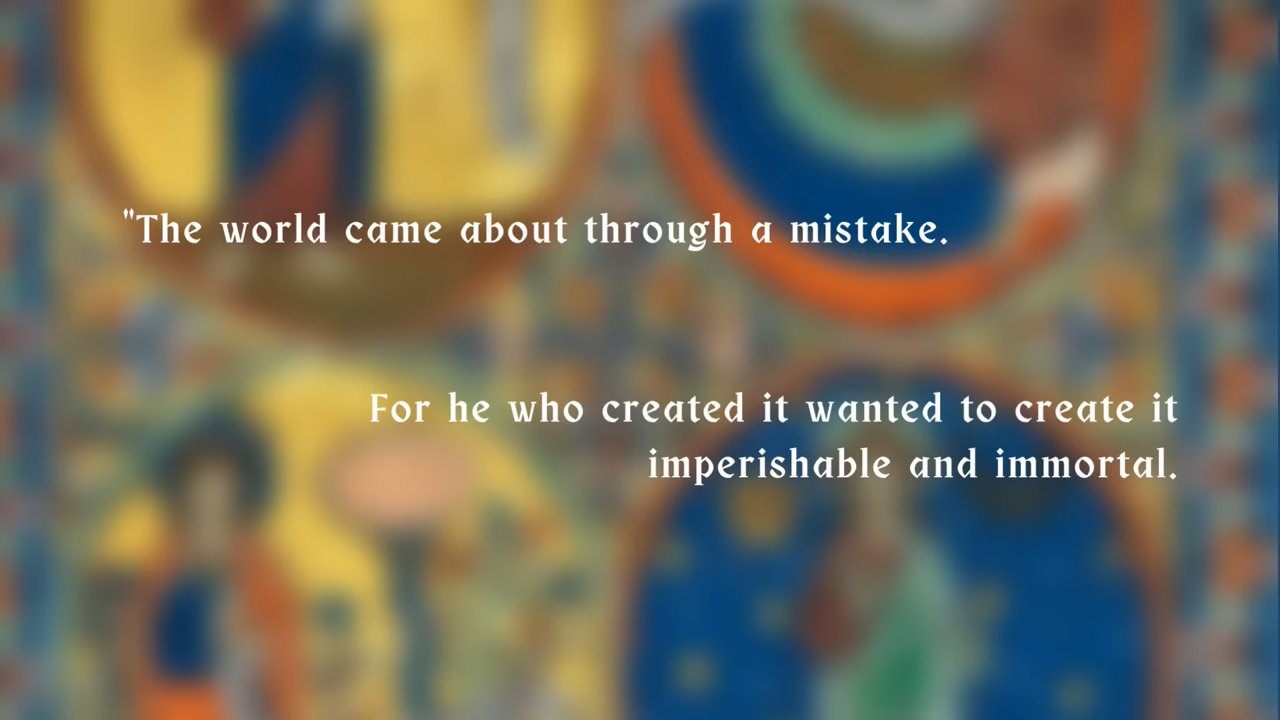 "The world came about through a mistake.
For he who created it wanted to create it
imperishable and immortal.